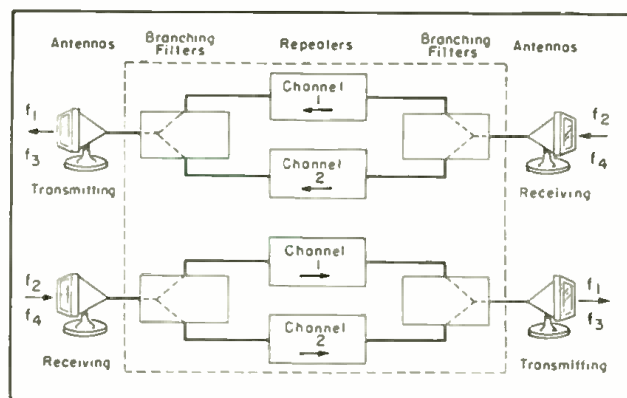 Antennas Branching Filters Repeaters Branching Filters Antennas
Channel 1
f₁ f₂
f₃ f₄
Channel 2
Transmitting Receiving
Channel 1
f₂ f₁
f₄ f₃
Channel 2
Receiving Transmitting